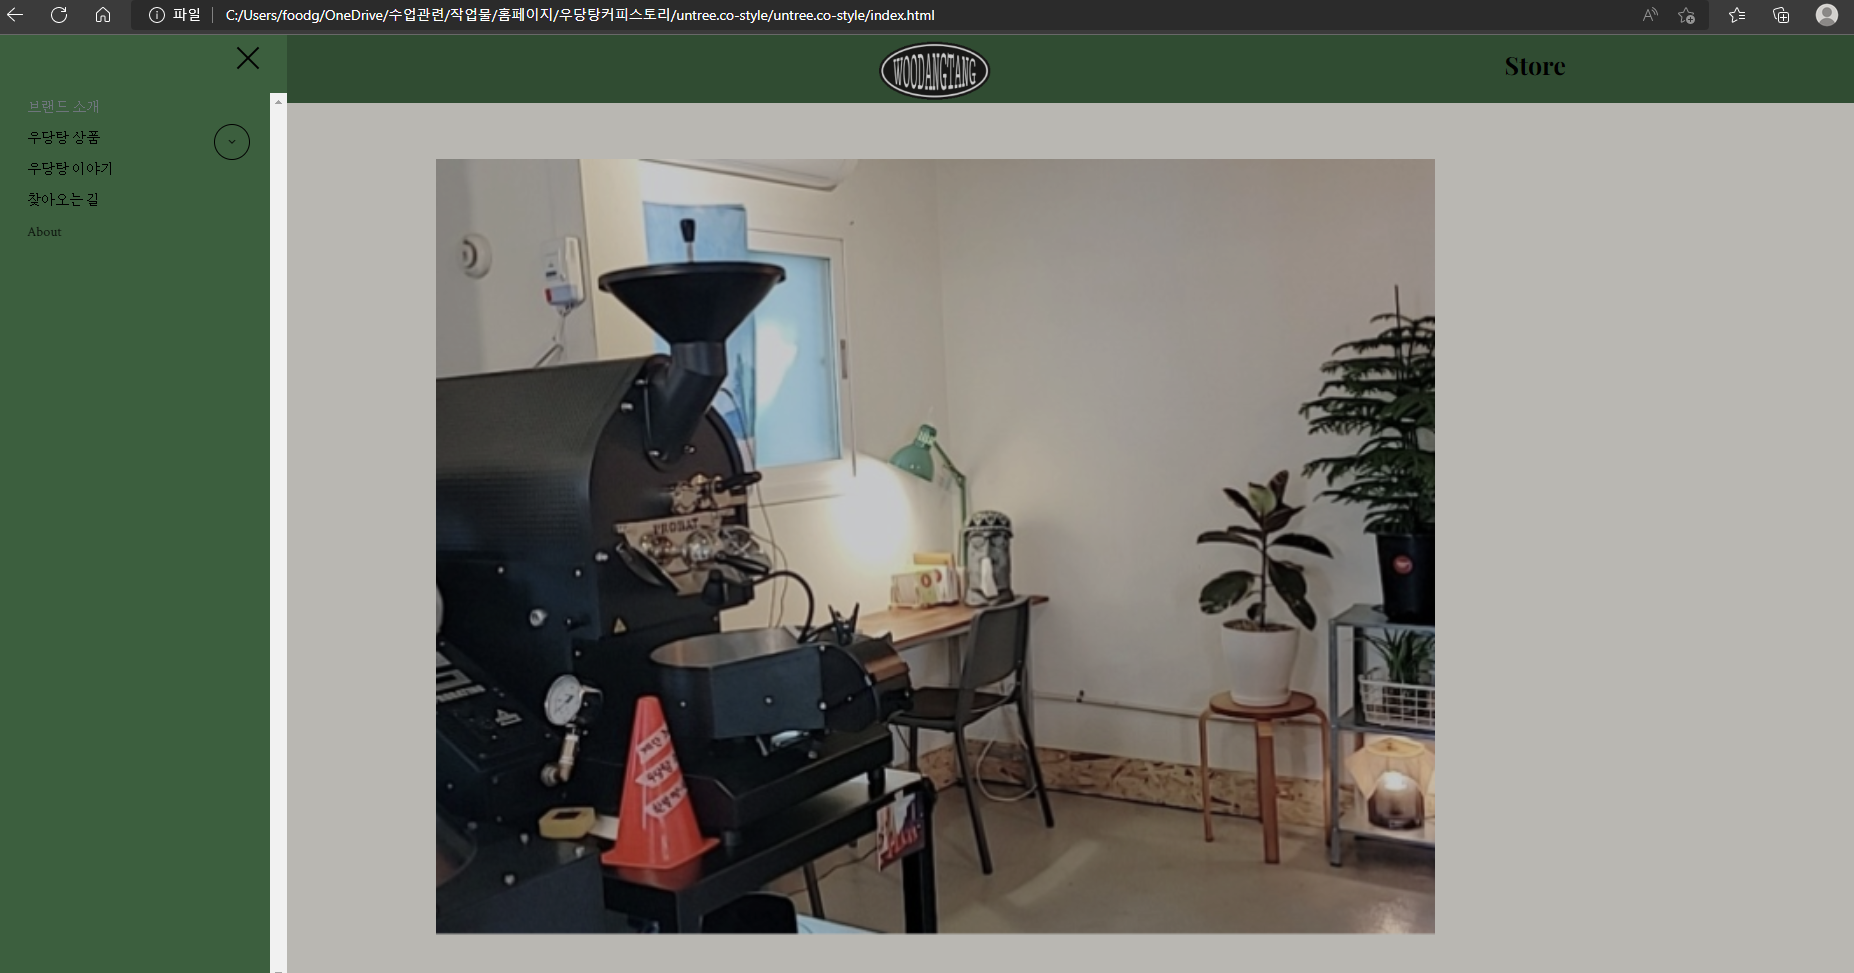 파일
C:/Users/foodg/OneDrive/수업관련/작업물/홈페이지/우당탕커피스토리/untree.co-style/untree.co-style/index.html
WOODANGTANG
Store
브랜드 소개
우당탕 상품
우당탕 이야기
찾아오는 길
About
PROBAT